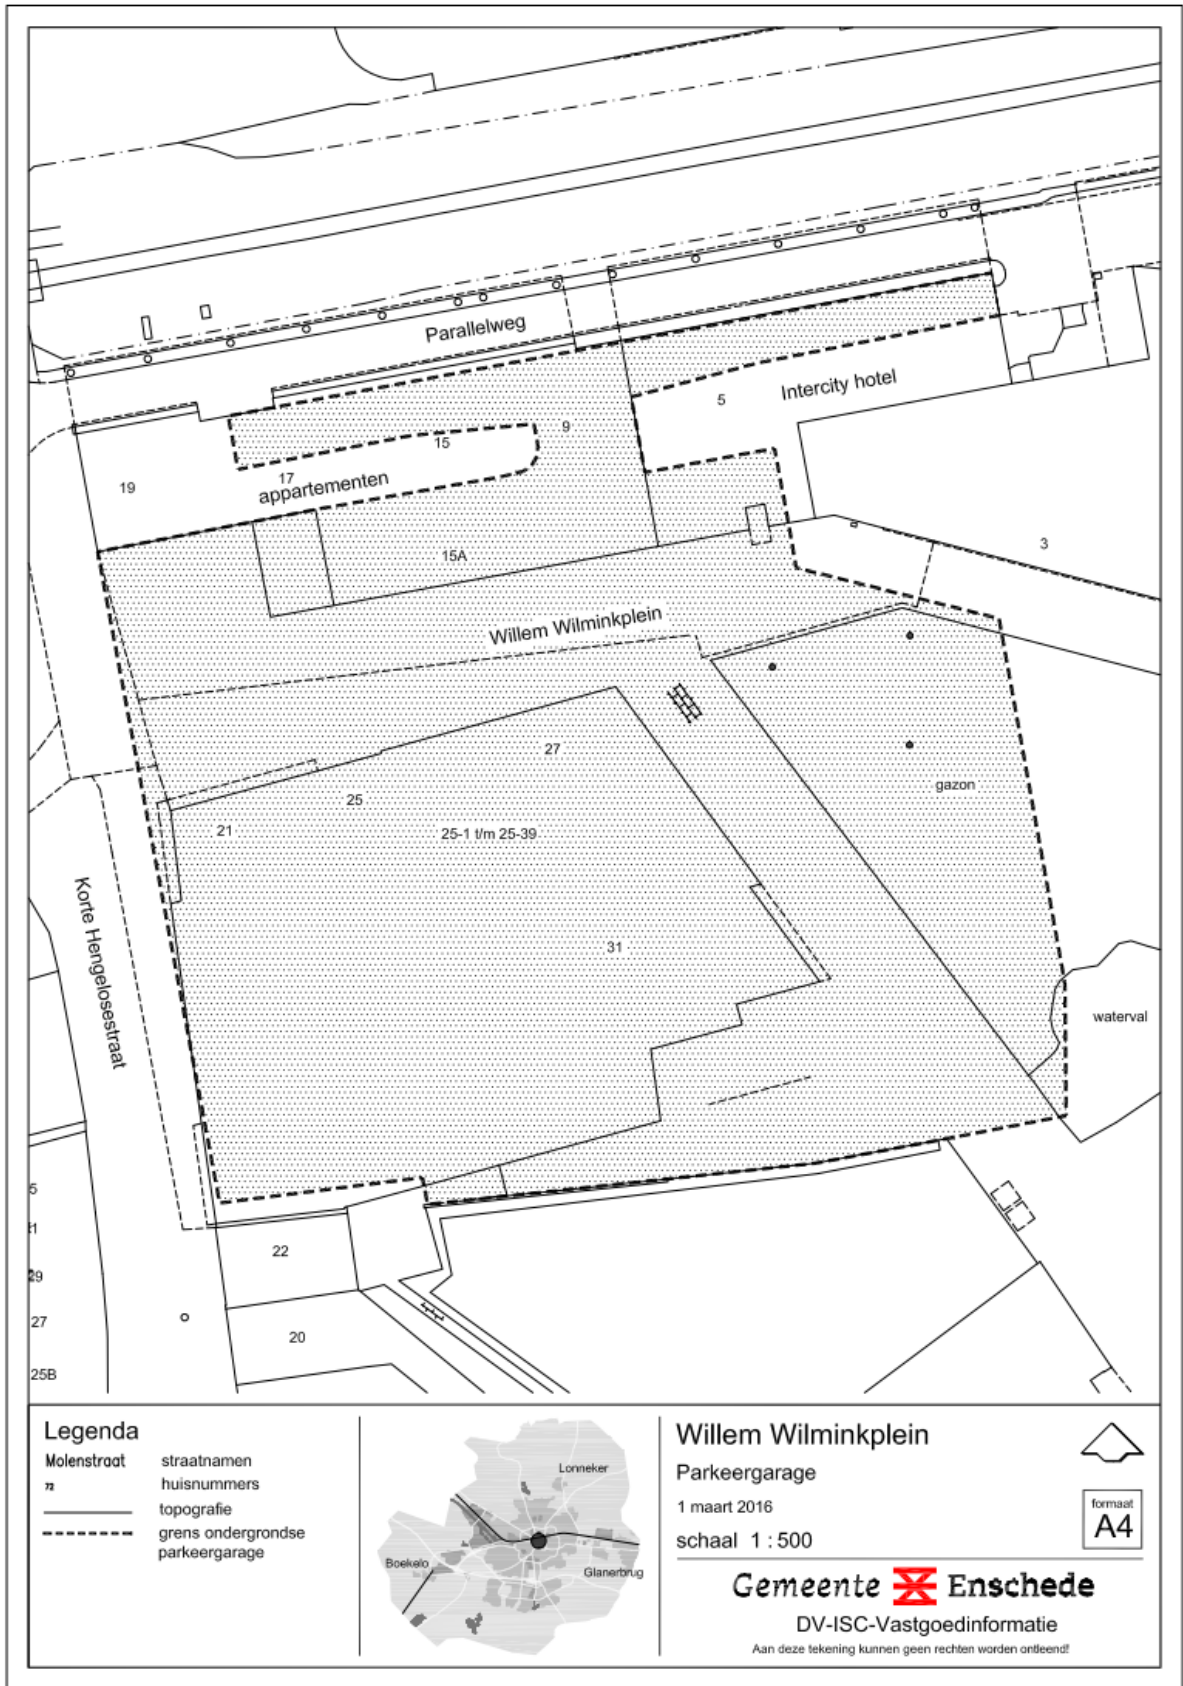 Parallelweg
Intercity hotel
5
9
15
17
appartementen
19
15A
3
Willem Wilminkplein
27
25
21
25-1 t/m 25-39
gazon
31
waterval
Korte Hengelosestraat
5
29
27
25B
22
20
Legenda
Molenstraat straatnamen
72 huisnummers
topografie
grens ondergrondse
parkeergarage
Lonneker
Boekelo
Glanerbrug
Willem Wilminkplein
Parkeergarage
1 maart 2016
schaal 1 : 500
formaat
A4
Gemeente Enschede
DV-ISC-Vastgoedinformatie
Aan deze tekening kunnen geen rechten worden ontleend!